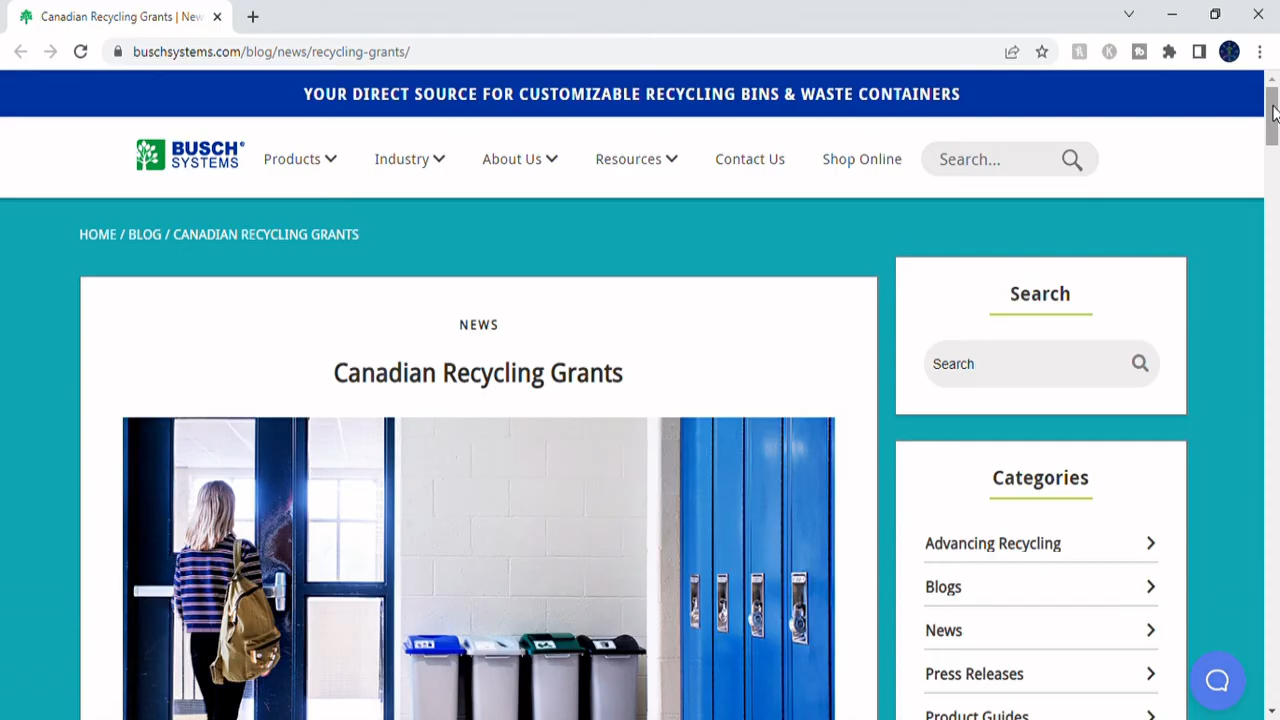 Canadian Recycling Grants | New
buschsystems.com/blog/news/recycling-grants/
YOUR DIRECT SOURCE FOR CUSTOMIZABLE RECYCLING BINS & WASTE CONTAINERS
BUSCH®
SYSTEMS
Products
Industry
About Us
Resources
Contact Us
Shop Online
Search...
HOME / BLOG / CANADIAN RECYCLING GRANTS
NEWS
Canadian Recycling Grants
Search
Search
Categories
Advancing Recycling
Blogs
News
Press Releases
Product Guides